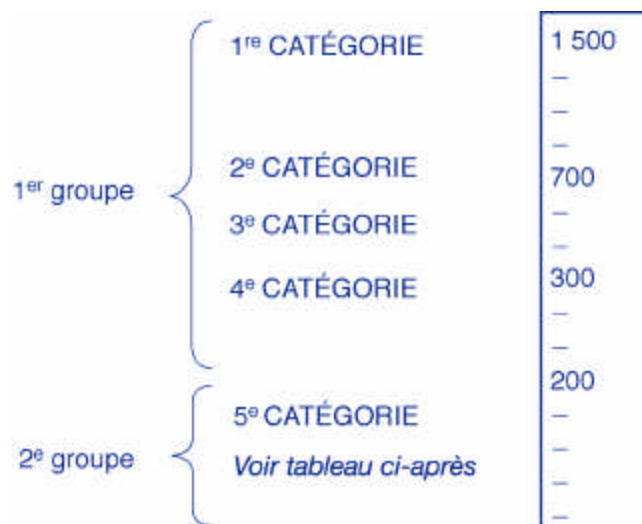 1re CATÉGORIE
1 500
–
–
–
1er groupe
2e CATÉGORIE
700
3e CATÉGORIE
–
–
4e CATÉGORIE
300
–
–
200
5e CATÉGORIE
–
2e groupe
Voir tableau ci-après
–
–
–